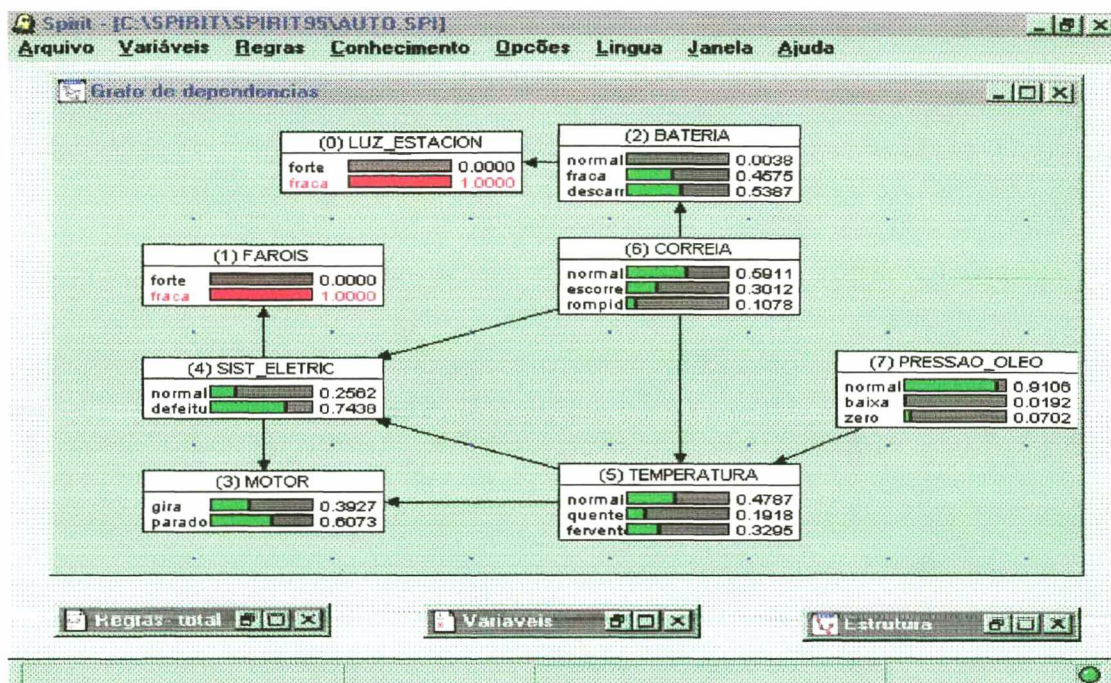 Spirit - [C:\SPIRIT\SPIRIT95\AUTO.SPI]
Arquivo Variáveis Regras Conhecimento Opcões Lingua Janela Ajuda
Grafo de dependencias
(0) LUZ_ESTACION
forte 0.0000
fraca 1.0000
(2) BATERIA
normal 0.0038
fraca 0.4575
descarr 0.5387
(1) FAROIS
forte 0.0000
fraca 1.0000
(6) CORREIA
normal 0.5911
escorre 0.3012
rompid 0.1078
(4) SIST_ELETRIC
normal 0.2562
defeitu 0.7438
(7) PRESSAO_OLEO
normal 0.9106
baixa 0.0192
zero 0.0702
(3) MOTOR
gira 0.3927
parado 0.6073
(5) TEMPERATURA
normal 0.4787
quente 0.1918
fervent 0.3295
Regras- total
Variaveis
Estrutura